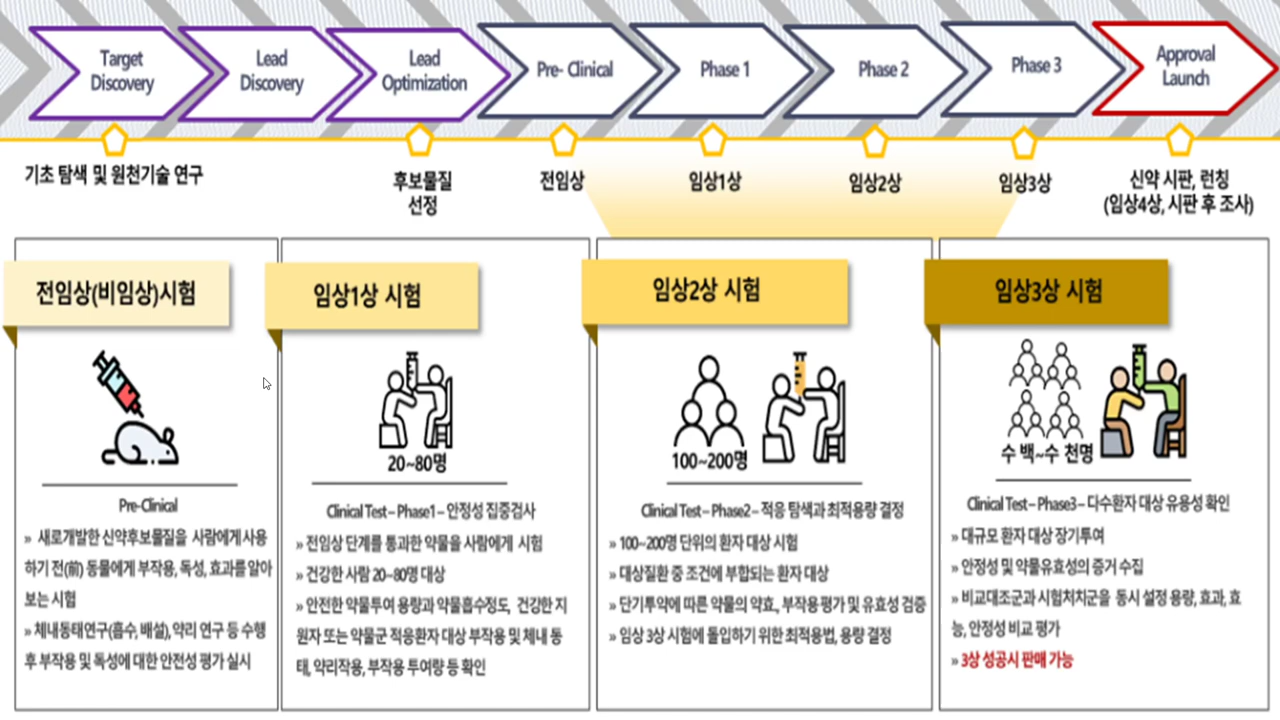 Target
Discovery
Lead
Discovery
Lead
Optimization
Pre- Clinical
Phase 1
Phase 2
Phase 3
Approval
Launch
기초 탐색 및 원천기술 연구
후보물질
선정
전임상
임상1상
임상2상
임상3상
신약 시판, 런칭
(임상4상, 시판 후 조사)
전임상(비임상)시험
Pre-Clinical
» 새로개발한 신약후보물질을 사람에게 사용
하기 전(前) 동물에게 부작용, 독성, 효과를 알아
보는 시험
» 체내동태연구(흡수, 배설), 약리 연구 등 수행
후 부작용 및 독성에 대한 안전성 평가 실시
임상1상 시험
20~80명
Clinical Test – Phase1 – 안정성 집중검사
» 전임상 단계를 통과한 약물을 사람에게 시험
» 건강한 사람 20~80명 대상
» 안전한 약물투여 용량과 약물흡수정도, 건강한 지
원자 또는 약물군 적응환자 대상 부작용 및 체내 동
태, 약리작용, 부작용 투여량 등 확인
임상2상 시험
100~200명
Clinical Test – Phase2 – 적응 탐색과 최적용량 결정
» 100~200명 단위의 환자 대상 시험
» 대상질환 중 조건에 부합되는 환자 대상
» 단기투약에 따른 약물의 약효, 부작용평가 및 유효성 검증
» 임상 3상 시험에 돌입하기 위한 최적용법, 용량 결정
임상3상 시험
수 백~수 천명
Clinical Test – Phase3 – 다수환자 대상 유용성 확인
» 대규모 환자 대상 장기투여
» 안정성 및 약물유효성의 증거 수집
» 비교대조군과 시험처치군을 동시 설정 용량, 효과, 효
능, 안정성 비교 평가
» 3상 성공시 판매 가능